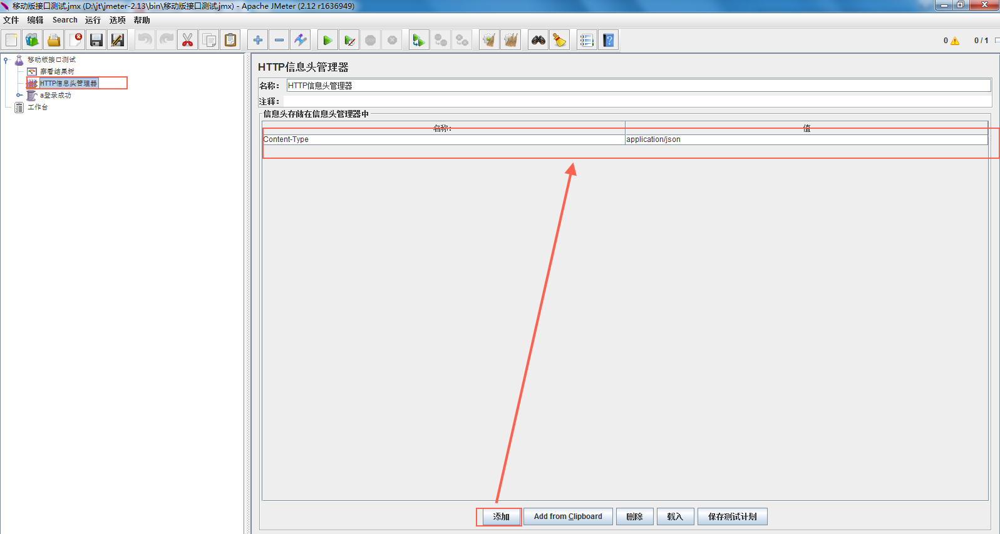 移动版接口测试.jmx (D:\jt\jmeter-2.13\bin\移动版接口测试.jmx) - Apache JMeter (2.12 r1636949)
文件 编辑 Search 运行 选项 帮助
0 0 / 1
移动版接口测试
察看结果树
HTTP信息头管理器
a登录成功
工作台
HTTP信息头管理器
名称： HTTP信息头管理器
注释：
信息头存储在信息头管理器中
名称： 值
Content-Type application/json
添加 Add from Clipboard 删除 载入 保存测试计划